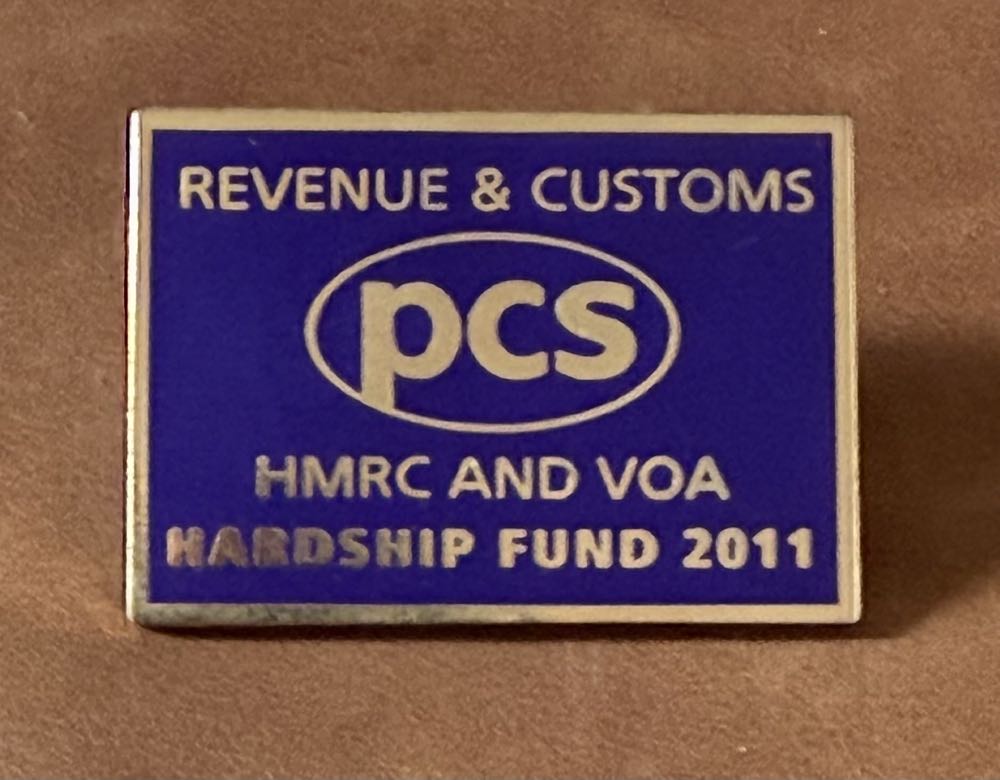 REVENUE & CUSTOMS
pcs
HMRC AND VOA
HARDSHIP FUND 2011